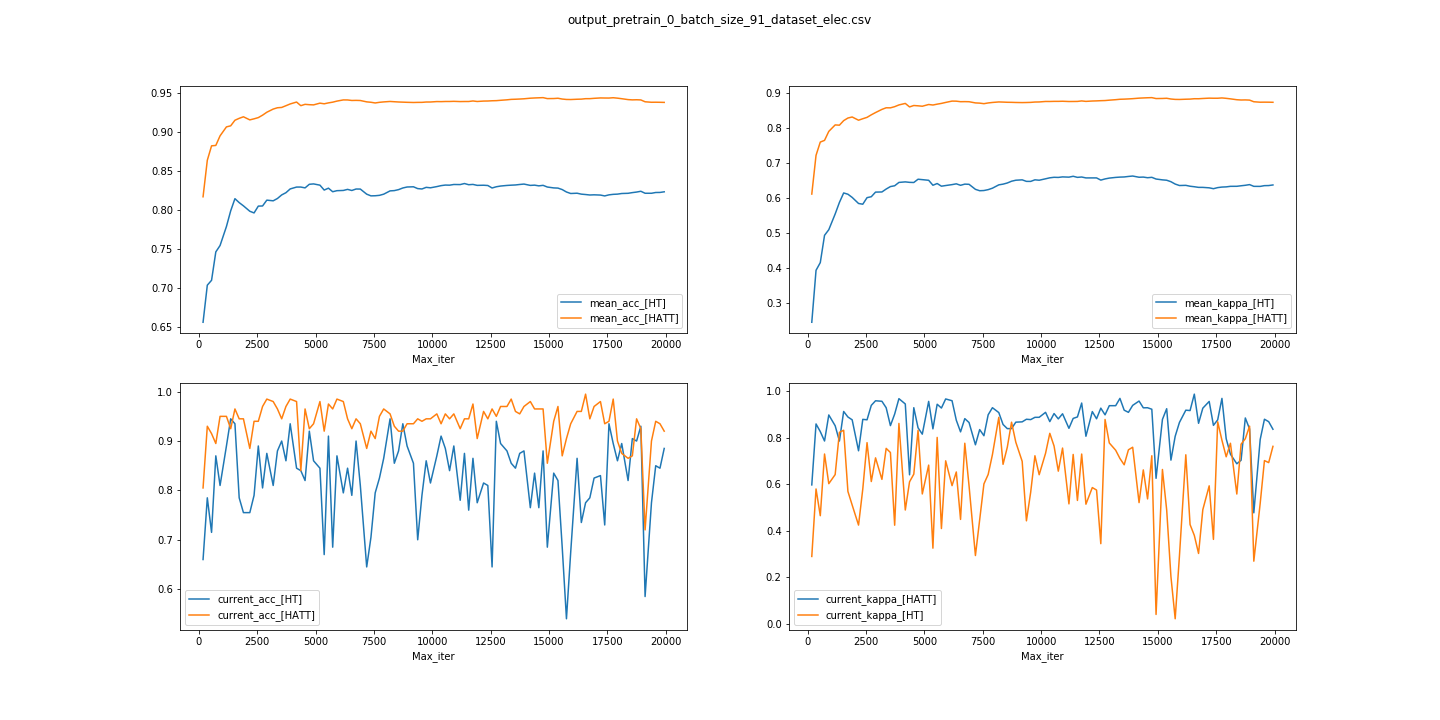 output_pretrain_0_batch_size_91_dataset_elec.csv
0.95
0.90
0.85
0.80
0.75
0.70
0.65
mean_acc_[HT]
mean_acc_[HATT]
0 2500 5000 7500 10000 12500 15000 17500 20000
Max_iter
0.9
0.8
0.7
0.6
0.5
0.4
0.3
mean_kappa_[HT]
mean_kappa_[HATT]
0 2500 5000 7500 10000 12500 15000 17500 20000
Max_iter
1.0
0.9
0.8
0.7
0.6
current_acc_[HT]
current_acc_[HATT]
0 2500 5000 7500 10000 12500 15000 17500 20000
Max_iter
1.0
0.8
0.6
0.4
0.2
0.0
current_kappa_[HATT]
current_kappa_[HT]
0 2500 5000 7500 10000 12500 15000 17500 20000
Max_iter